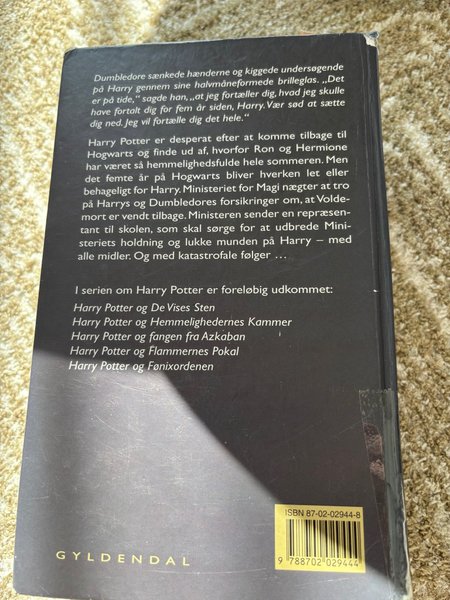 Dumbledore sænkede hænderne og kiggede undersøgende
på Harry gennem sine halvmåneformede brilleglas. „Det
er på tide,“ sagde han, „at jeg fortæller dig, hvad jeg skulle
have fortalt dig for fem år siden, Harry. Vær sød at sætte
dig ned. Jeg vil fortælle dig det hele.“
Harry Potter er desperat efter at komme tilbage til
Hogwarts og finde ud af, hvorfor Ron og Hermione
har været så hemmelighedsfulde hele sommeren. Men
det femte år på Hogwarts bliver hverken let eller
behageligt for Harry. Ministeriet for Magi nægter at tro
på Harrys og Dumbledores forsikringer om, at Volde-
mort er vendt tilbage. Ministeren sender en repræsen-
tant til skolen, som skal sørge for at udbrede Mini-
steriets holdning og lukke munden på Harry – med
alle midler. Og med katastrofale følger ...
I serien om Harry Potter er foreløbig udkommet:
Harry Potter og De Vises Sten
Harry Potter og Hemmelighedernes Kammer
Harry Potter og fangen fra Azkaban
Harry Potter og Flammernes Pokal
Harry Potter og Fønixordenen
ISBN 87-02-02944-8
9 788702 029444
GYLDENDAL